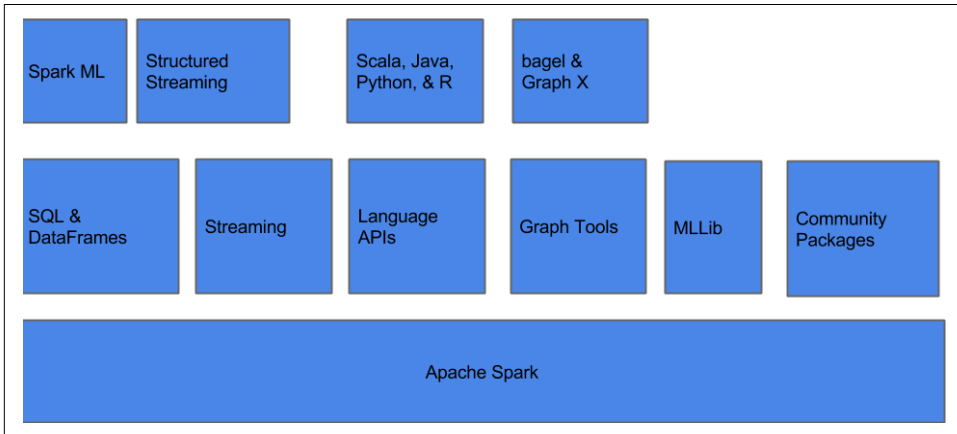 Spark ML
Structured
Streaming
Scala, Java,
Python, & R
bagel &
Graph X
SQL &
DataFrames
Streaming
Language
APIs
Graph Tools
MLLib
Community
Packages
Apache Spark